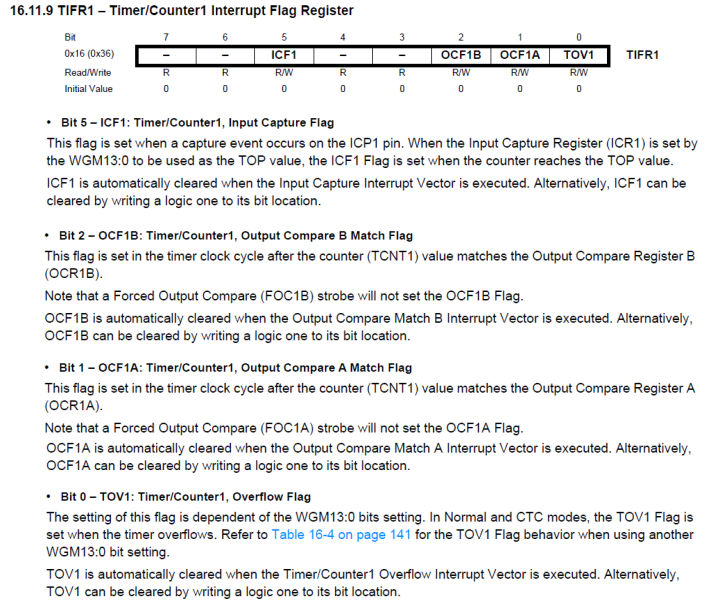 16.11.9 TIFR1 – Timer/Counter1 Interrupt Flag Register
Bit 7 6 5 4 3 2 1 0
0x16 (0x36) – – ICF1 – – OCF1B OCF1A TOV1 TIFR1
Read/Write R R R/W R R R/W R/W R/W
Initial Value 0 0 0 0 0 0 0 0
• Bit 5 – ICF1: Timer/Counter1, Input Capture Flag
This flag is set when a capture event occurs on the ICP1 pin. When the Input Capture Register (ICR1) is set by
the WGM13:0 to be used as the TOP value, the ICF1 Flag is set when the counter reaches the TOP value.
ICF1 is automatically cleared when the Input Capture Interrupt Vector is executed. Alternatively, ICF1 can be
cleared by writing a logic one to its bit location.
• Bit 2 – OCF1B: Timer/Counter1, Output Compare B Match Flag
This flag is set in the timer clock cycle after the counter (TCNT1) value matches the Output Compare Register B
(OCR1B).
Note that a Forced Output Compare (FOC1B) strobe will not set the OCF1B Flag.
OCF1B is automatically cleared when the Output Compare Match B Interrupt Vector is executed. Alternatively,
OCF1B can be cleared by writing a logic one to its bit location.
• Bit 1 – OCF1A: Timer/Counter1, Output Compare A Match Flag
This flag is set in the timer clock cycle after the counter (TCNT1) value matches the Output Compare Register A
(OCR1A).
Note that a Forced Output Compare (FOC1A) strobe will not set the OCF1A Flag.
OCF1A is automatically cleared when the Output Compare Match A Interrupt Vector is executed. Alternatively,
OCF1A can be cleared by writing a logic one to its bit location.
• Bit 0 – TOV1: Timer/Counter1, Overflow Flag
The setting of this flag is dependent of the WGM13:0 bits setting. In Normal and CTC modes, the TOV1 Flag is
set when the timer overflows. Refer to Table 16-4 on page 141 for the TOV1 Flag behavior when using another
WGM13:0 bit setting.
TOV1 is automatically cleared when the Timer/Counter1 Overflow Interrupt Vector is executed. Alternatively,
TOV1 can be cleared by writing a logic one to its bit location.